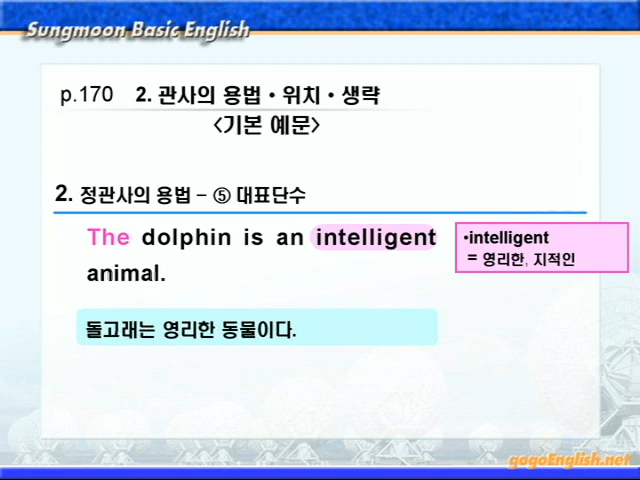 Sungmoon Basic English
p.170 2. 관사의 용법 • 위치 • 생략
<기본 예문>
2. 정관사의 용법 – ⑤ 대표단수
The dolphin is an intelligent
animal.
•intelligent
= 영리한, 지적인
돌고래는 영리한 동물이다.
gogoEnglish.net